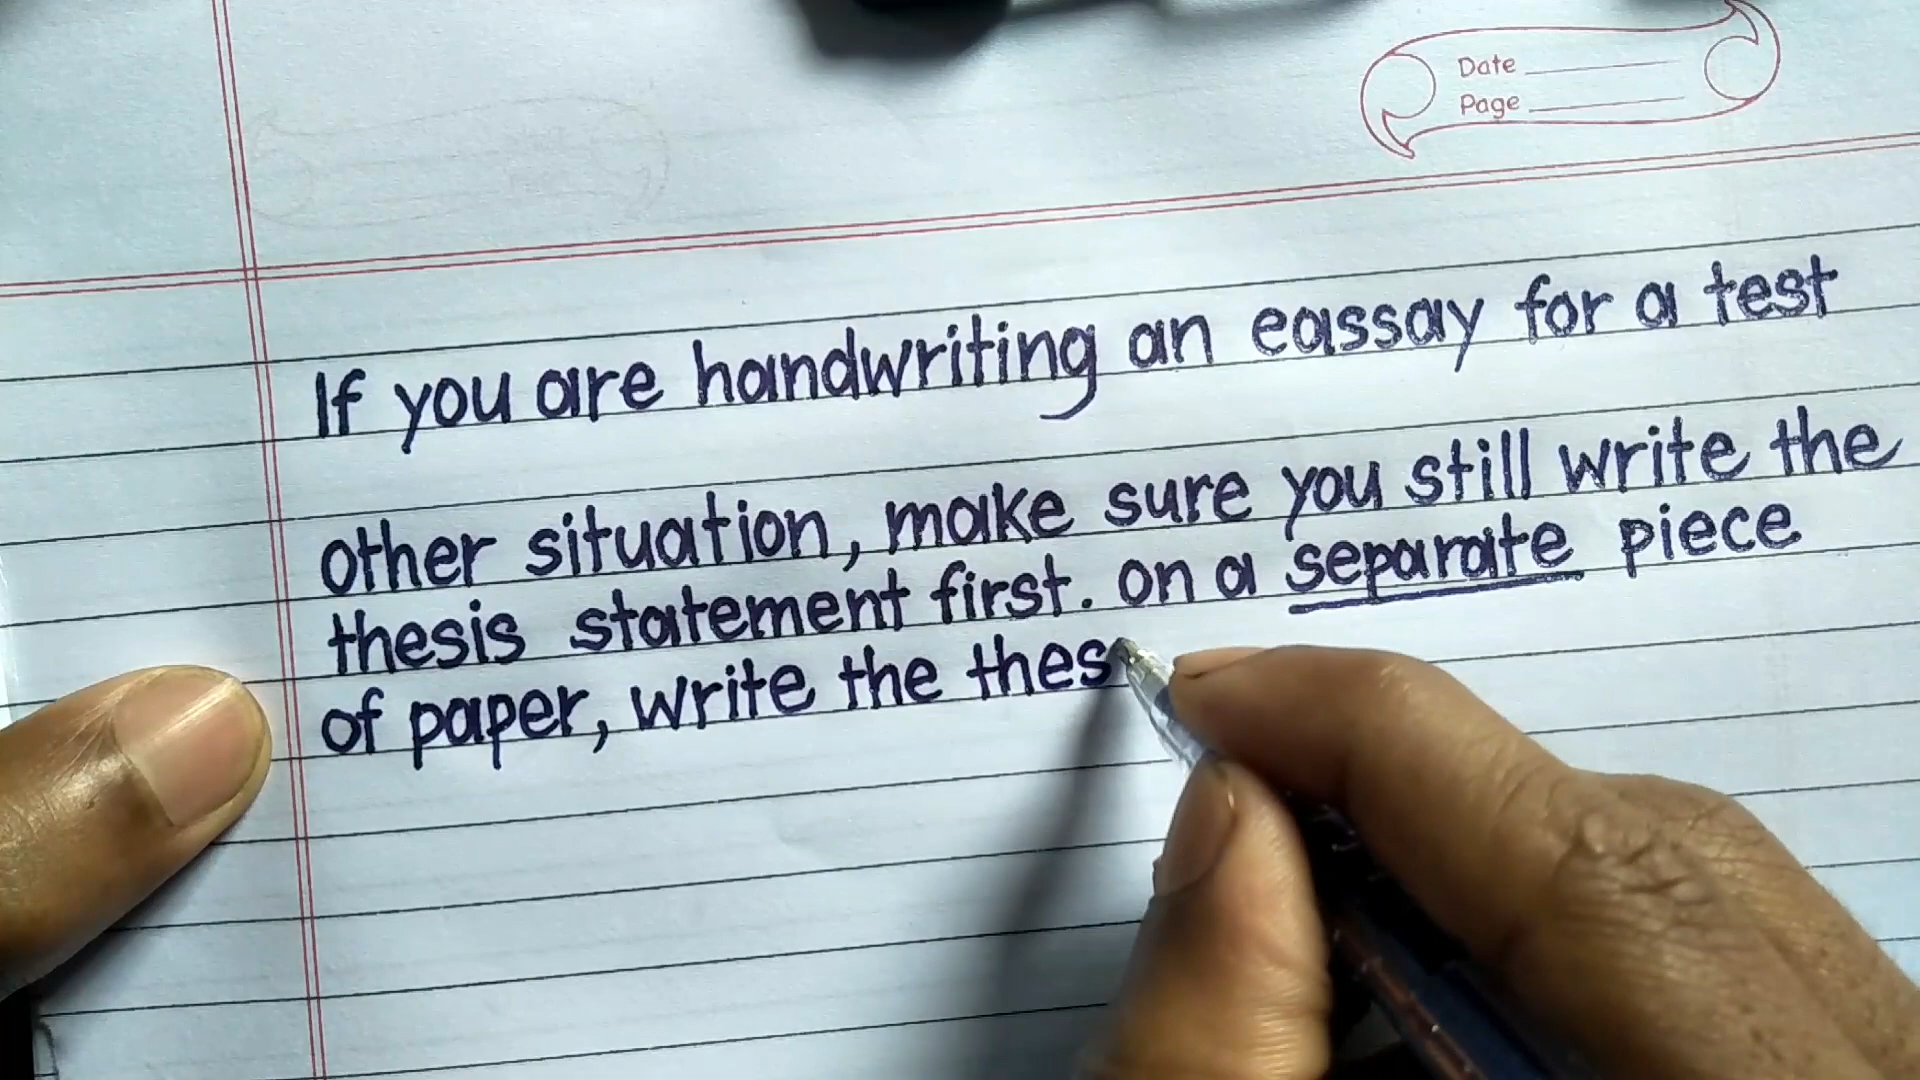 Date
Page
If you are handwriting an eassay for a test
other situation, make sure you still write the
thesis statement first. on a separate piece
of paper, write the thes